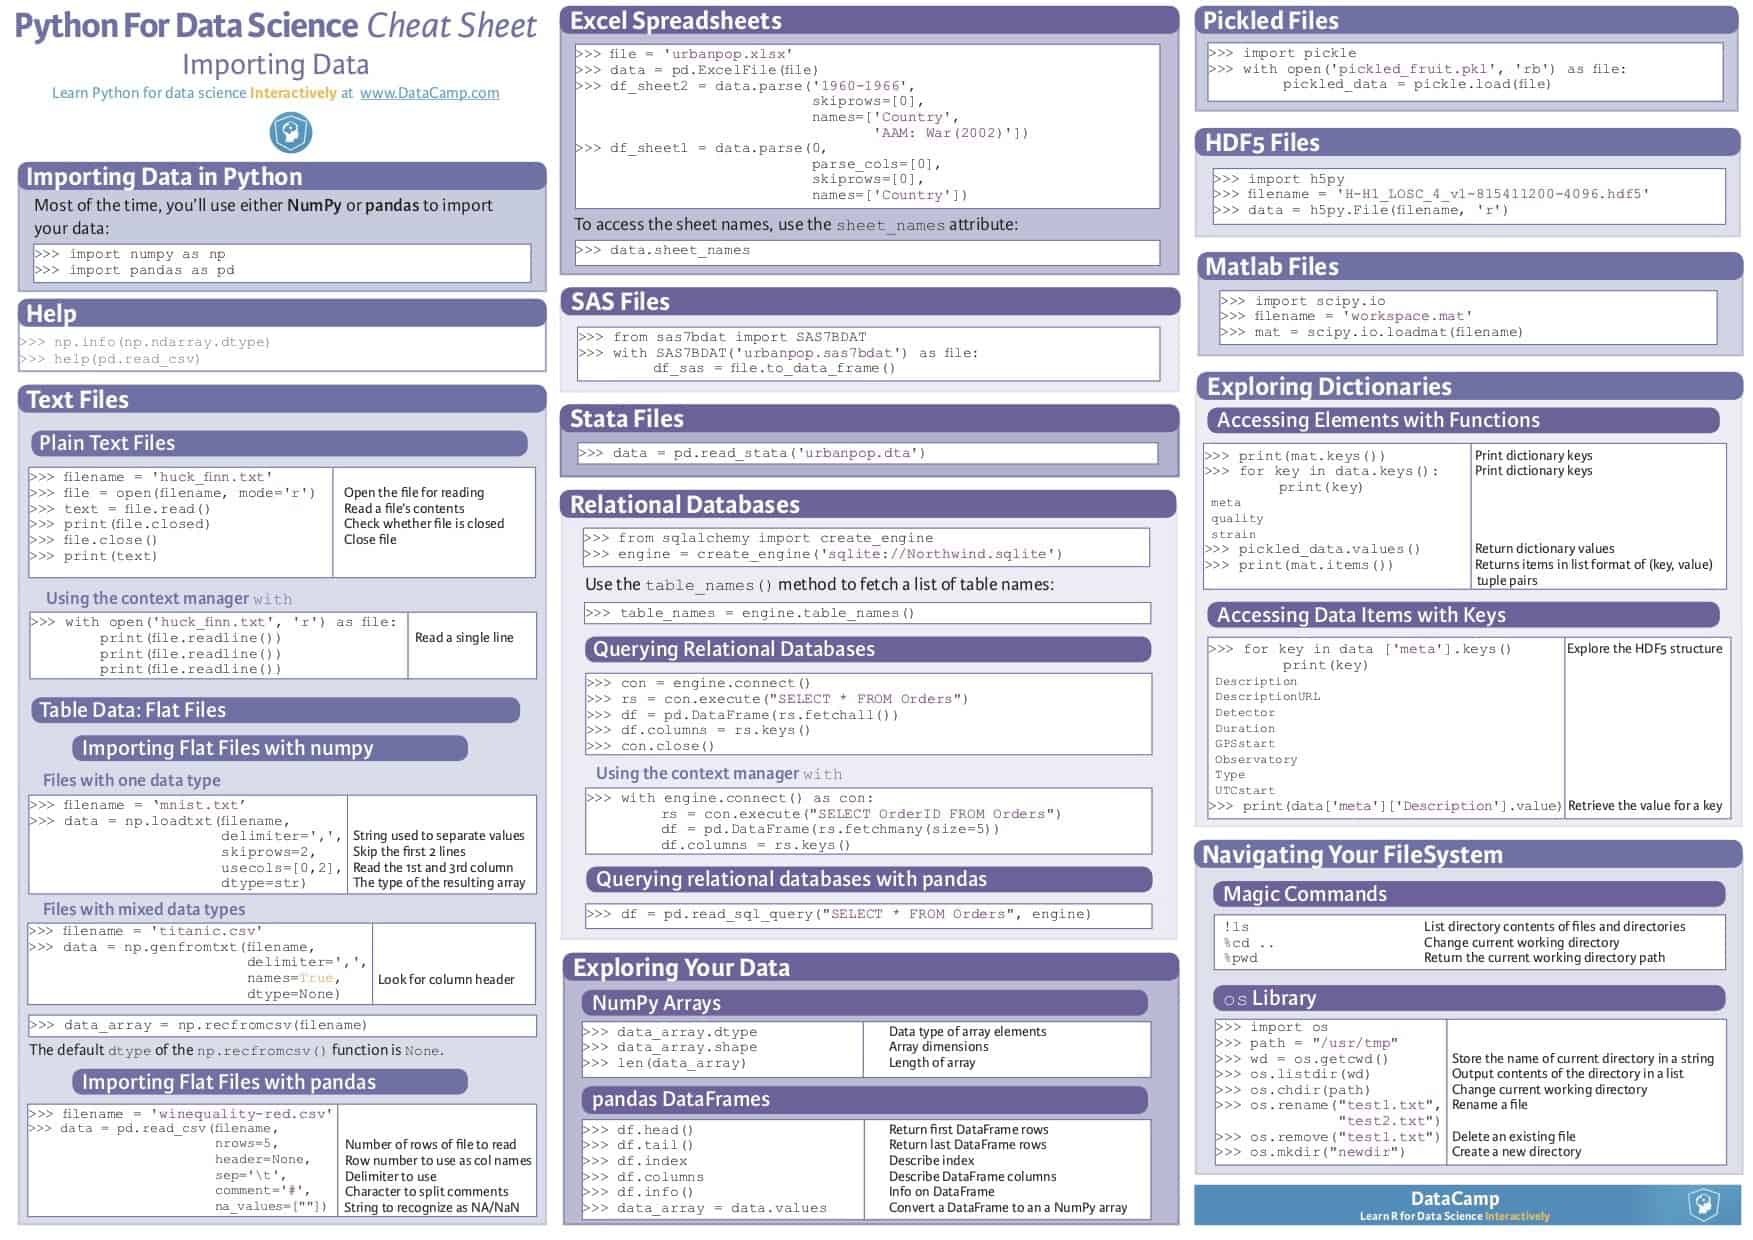 Python For Data Science Cheat Sheet
Importing Data
Learn Python for data science Interactively at www.DataCamp.com
Importing Data in Python
Most of the time, you'll use either NumPy or pandas to import
your data:
>>> import numpy as np
>>> import pandas as pd
Help
>>> np.info(np.ndarray.dtype)
>>> help(pd.read_csv)
Text Files
Plain Text Files
>>> filename = 'huck_finn.txt'
>>> file = open(filename, mode='r') Open the file for reading
>>> text = file.read() Read a file's contents
>>> print(file.closed) Check whether file is closed
>>> file.close() Close file
>>> print(text)
Using the context manager with
>>> with open('huck_finn.txt', 'r') as file:
print(file.readline()) Read a single line
print(file.readline())
print(file.readline())
Table Data: Flat Files
Importing Flat Files with numpy
Files with one data type
>>> filename = 'mnist.txt'
>>> data = np.loadtxt(filename,
delimiter=',', String used to separate values
skiprows=2, Skip the first 2 lines
usecols=[0,2], Read the 1st and 3rd column
dtype=str) The type of the resulting array
Files with mixed data types
>>> filename = 'titanic.csv'
>>> data = np.genfromtxt(filename,
delimiter=',',
names=True, Look for column header
dtype=None)
>>> data_array = np.recfromcsv(filename)
The default dtype of the np.recfromcsv() function is None.
Importing Flat Files with pandas
>>> filename = 'winequality-red.csv'
>>> data = pd.read_csv(filename,
nrows=5, Number of rows of file to read
header=None, Row number to use as col names
sep='\t', Delimiter to use
comment='#', Character to split comments
na_values=[""]) String to recognize as NA/NaN
Excel Spreadsheets
>>> file = 'urbanpop.xlsx'
>>> data = pd.ExcelFile(file)
>>> df_sheet2 = data.parse('1960-1966',
skiprows=[0],
names=['Country',
'AAM: War(2002)'])
>>> df_sheet1 = data.parse(0,
parse_cols=[0],
skiprows=[0],
names=['Country'])
To access the sheet names, use the sheet_names attribute:
>>> data.sheet_names
SAS Files
>>> from sas7bdat import SAS7BDAT
>>> with SAS7BDAT('urbanpop.sas7bdat') as file:
df_sas = file.to_data_frame()
Stata Files
>>> data = pd.read_stata('urbanpop.dta')
Relational Databases
>>> from sqlalchemy import create_engine
>>> engine = create_engine('sqlite://Northwind.sqlite')
Use the table_names() method to fetch a list of table names:
>>> table_names = engine.table_names()
Querying Relational Databases
>>> con = engine.connect()
>>> rs = con.execute("SELECT * FROM Orders")
>>> df = pd.DataFrame(rs.fetchall())
>>> df.columns = rs.keys()
>>> con.close()
Using the context manager with
>>> with engine.connect() as con:
rs = con.execute("SELECT OrderID FROM Orders")
df = pd.DataFrame(rs.fetchmany(size=5))
df.columns = rs.keys()
Querying relational databases with pandas
>>> df = pd.read_sql_query("SELECT * FROM Orders", engine)
Exploring Your Data
NumPy Arrays
>>> data_array.dtype Data type of array elements
>>> data_array.shape Array dimensions
>>> len(data_array) Length of array
pandas DataFrames
>>> df.head() Return first DataFrame rows
>>> df.tail() Return last DataFrame rows
>>> df.index Describe index
>>> df.columns Describe DataFrame columns
>>> df.info() Info on DataFrame
>>> data_array = data.values Convert a DataFrame to an a NumPy array
Pickled Files
>>> import pickle
>>> with open('pickled_fruit.pkl', 'rb') as file:
pickled_data = pickle.load(file)
HDF5 Files
>>> import h5py
>>> filename = 'H-H1_LOSC_4_v1-815411200-4096.hdf5'
>>> data = h5py.File(filename, 'r')
Matlab Files
>>> import scipy.io
>>> filename = 'workspace.mat'
>>> mat = scipy.io.loadmat(filename)
Exploring Dictionaries
Accessing Elements with Functions
>>> print(mat.keys()) Print dictionary keys
>>> for key in data.keys(): Print dictionary keys
print(key)
meta
quality
strain
>>> pickled_data.values() Return dictionary values
>>> print(mat.items()) Returns items in list format of (key, value)
tuple pairs
Accessing Data Items with Keys
>>> for key in data ['meta'].keys() Explore the HDF5 structure
print(key)
Description
DescriptionURL
Detector
Duration
GPSstart
Observatory
Type
UTCstart
>>> print(data['meta']['Description'].value) Retrieve the value for a key
Navigating Your FileSystem
Magic Commands
!ls List directory contents of files and directories
%cd .. Change current working directory
%pwd Return the current working directory path
os Library
>>> import os
>>> path = "/usr/tmp"
>>> wd = os.getcwd() Store the name of current directory in a string
>>> os.listdir(wd) Output contents of the directory in a list
>>> os.chdir(path) Change current working directory
>>> os.rename("test1.txt", Rename a file
"test2.txt")
>>> os.remove("test1.txt") Delete an existing file
>>> os.mkdir("newdir") Create a new directory
DataCamp
Learn R for Data Science Interactively